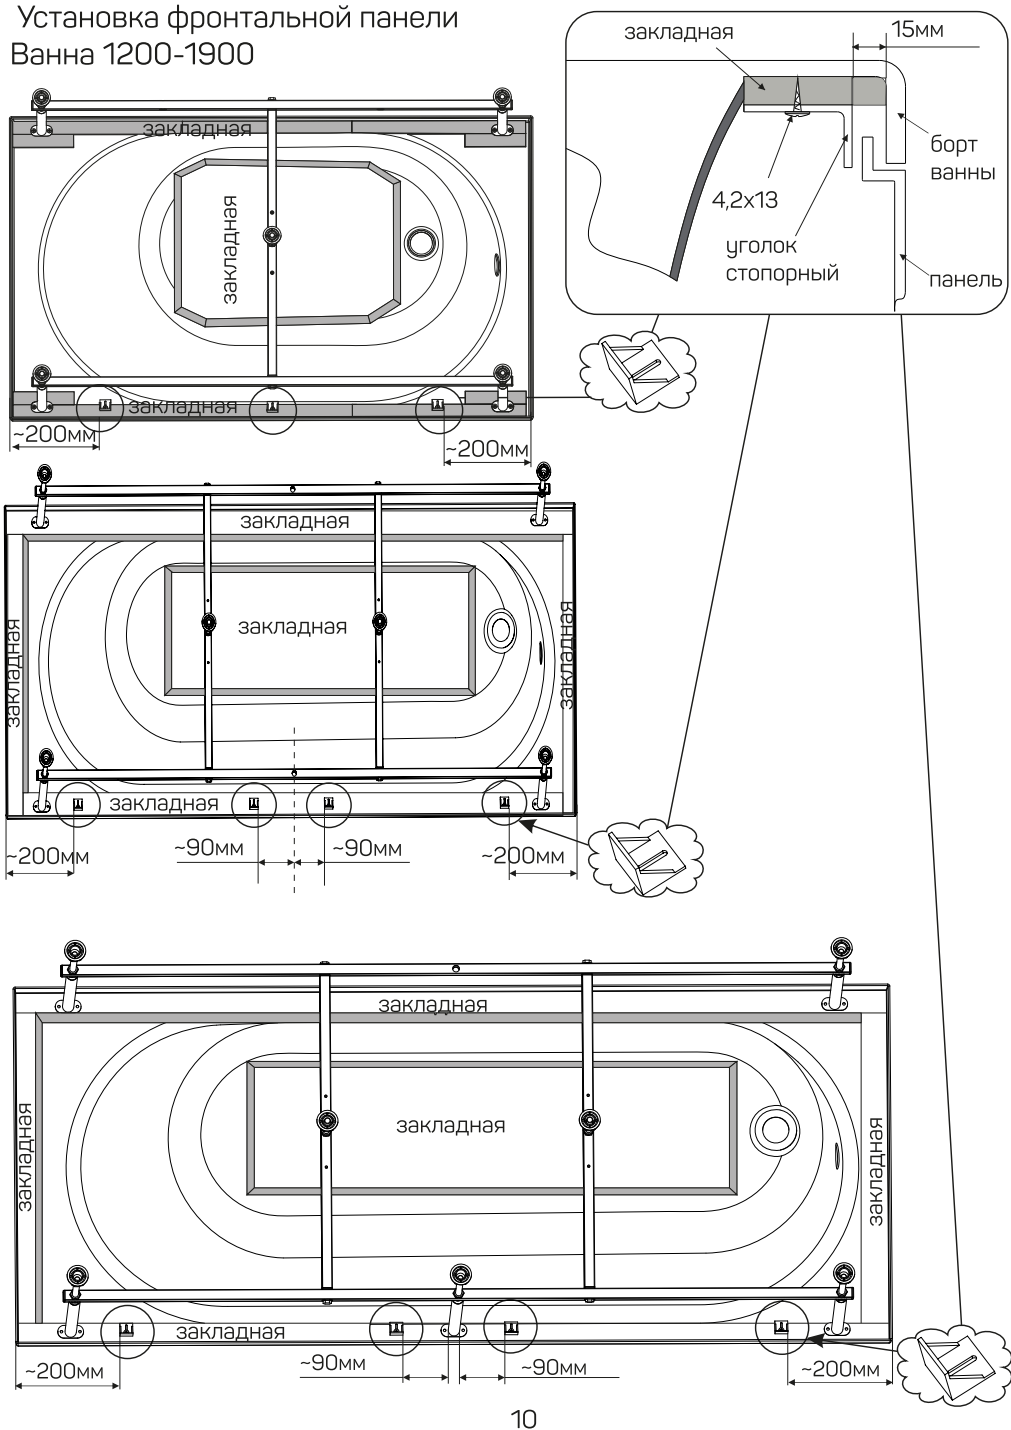 Установка фронтальной панели
Ванна 1200-1900
закладная
15мм
борт
ванны
4,2х13
уголок
стопорный
панель
закладная
закладная
закладная
~200мм
~200мм
закладная
закладная
закладная
закладная
закладная
~200мм
~90мм
~90мм
~200мм
закладная
закладная
закладная
закладная
закладная
~200мм
~90мм
~90мм
~200мм
10